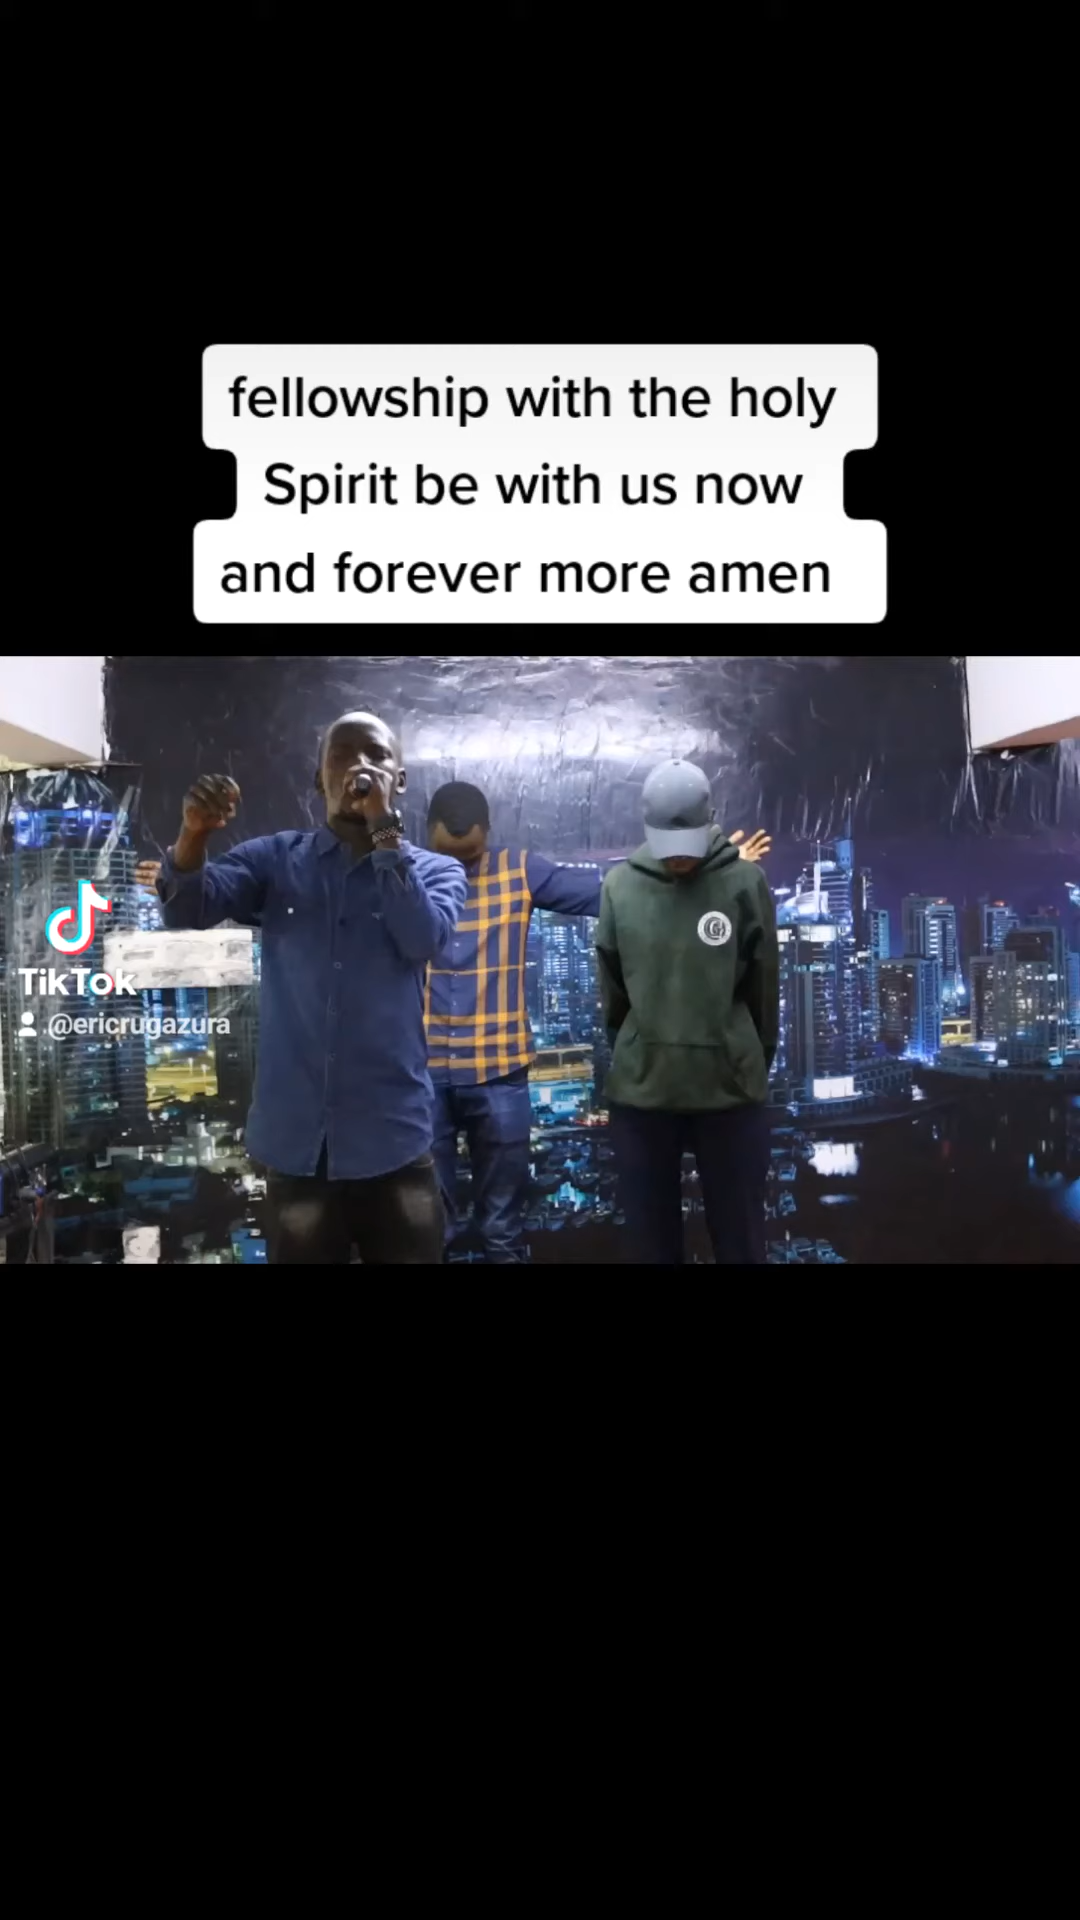 fellowship with the holy
Spirit be with us now
and forever more amen
TikTok
@ericrugazura
G